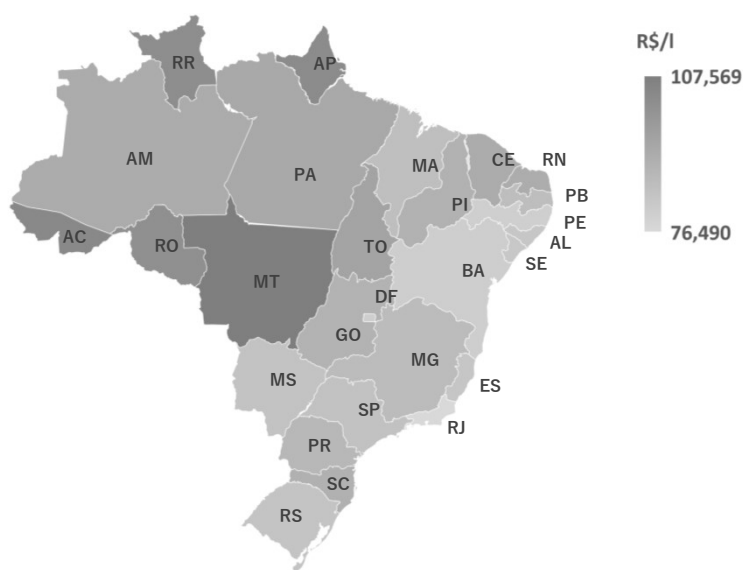 R$/l
107,569
76,490
RR
AP
AM
PA
MA
CE
RN
PB
PI
PE
AL
SE
AC
RO
TO
BA
MT
DF
GO
MG
MS
ES
SP
RJ
PR
SC
RS